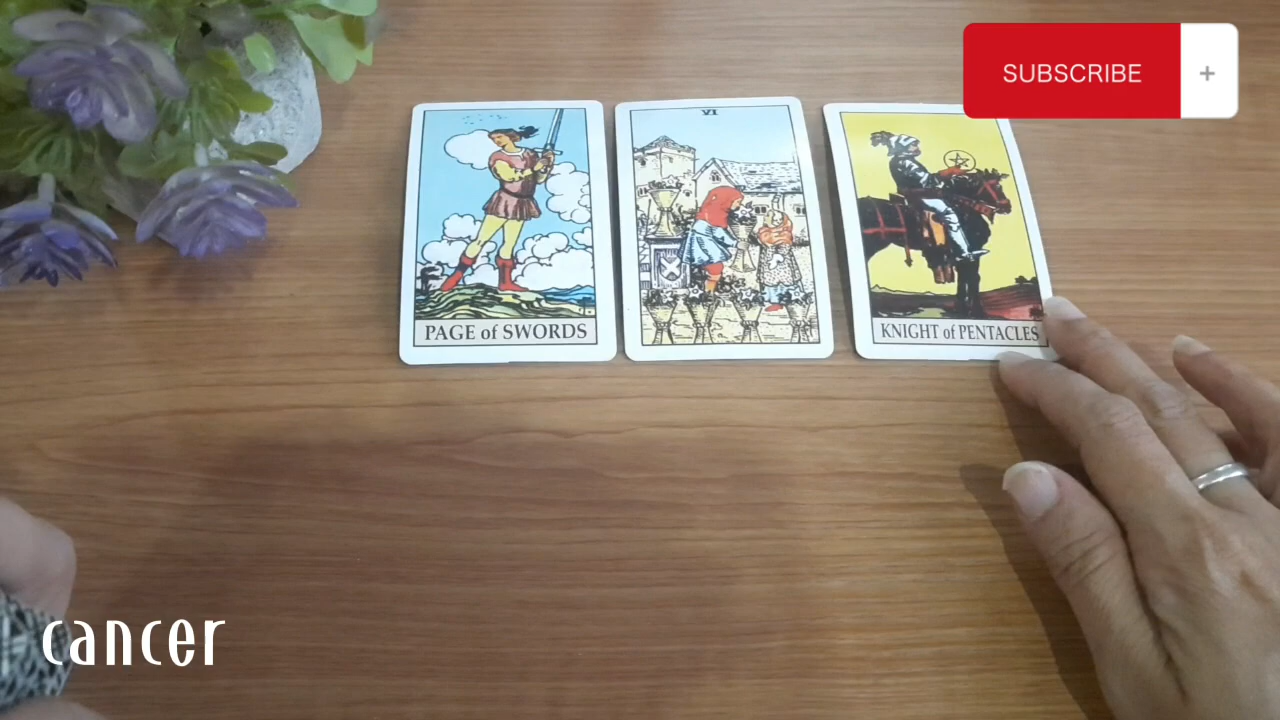 SUBSCRIBE +
VI
PAGE of SWORDS
KNIGHT of PENTACLES
cancer